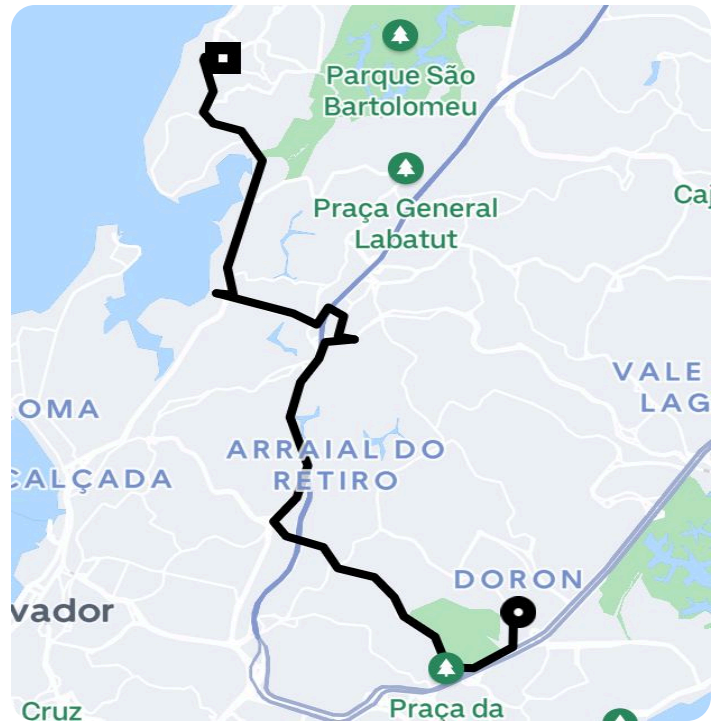 Parque São
Bartolomeu
Praça General
Labatut
Caj
VALE
LAG
OMA
ARRAIAL DO
RETIRO
CALÇADA
DORON
vador
Praça da
Cruz